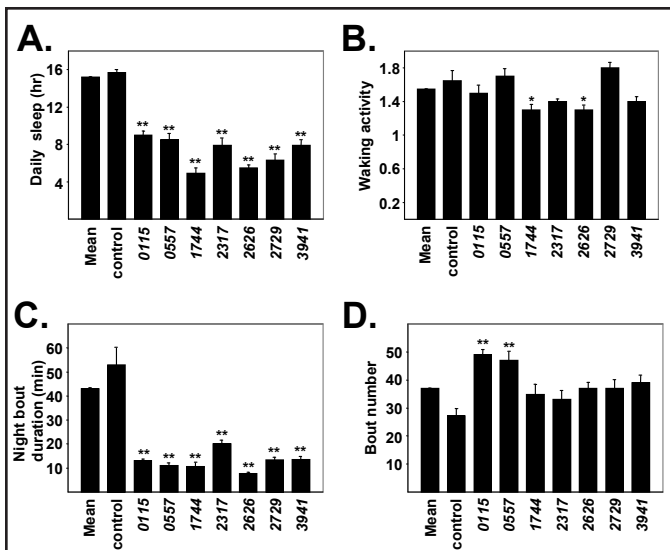 A.
Daily sleep (hr)
16
12
8
4
** ** ** ** ** ** **
Mean control 0115 0557 1744 2317 2626 2729 3941
B.
Waking activity
1.8
1.4
1
0.6
0.2
* *
Mean control 0115 0557 1744 2317 2626 2729 3941
C.
Night bout
duration (min)
60
50
40
30
20
10
** ** ** ** ** ** **
Mean control 0115 0557 1744 2317 2626 2729 3941
D.
Bout number
50
40
30
20
10
** **
Mean control 0115 0557 1744 2317 2626 2729 3941